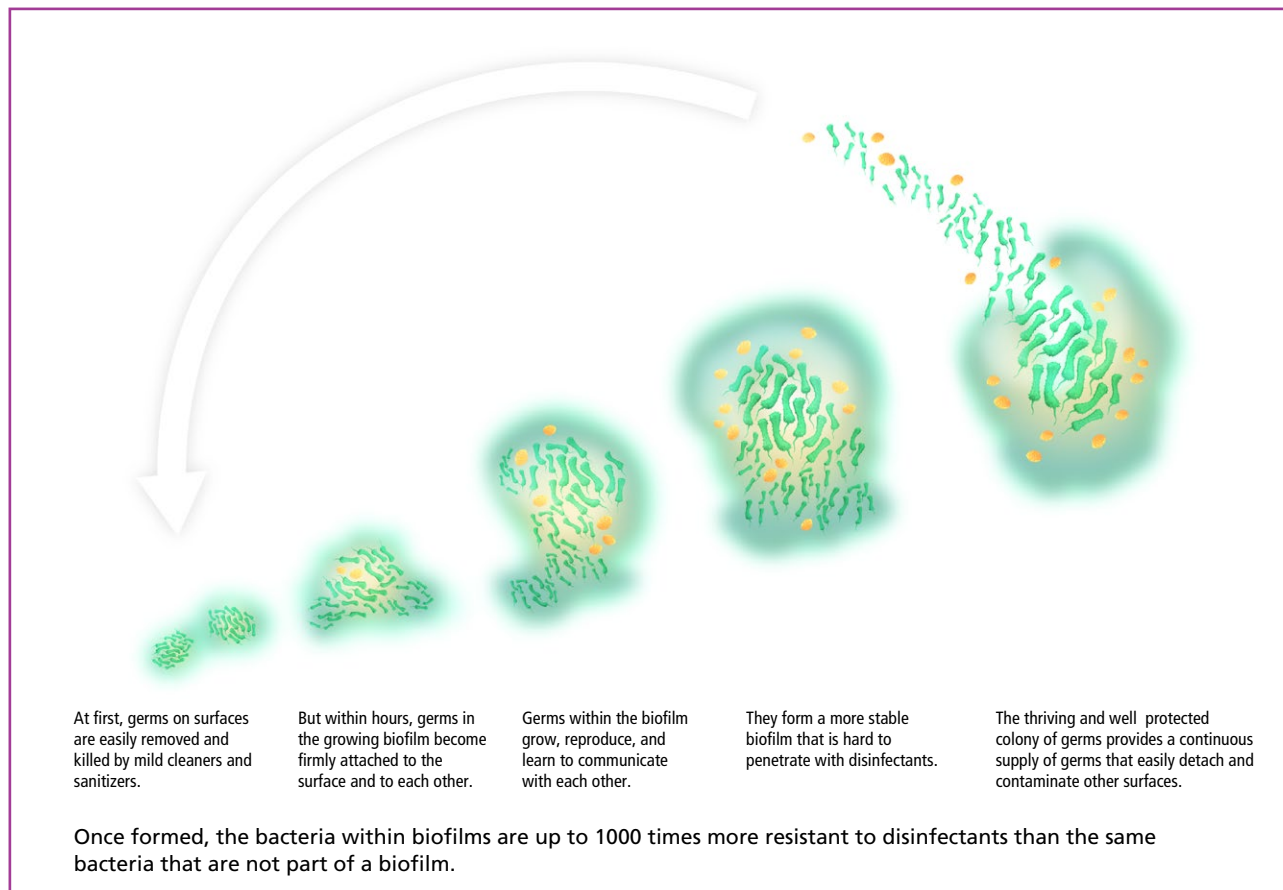 At first, germs on surfaces
are easily removed and
killed by mild cleaners and
sanitizers.
But within hours, germs in
the growing biofilm become
firmly attached to the
surface and to each other.
Germs within the biofilm
grow, reproduce, and
learn to communicate
with each other.
They form a more stable
biofilm that is hard to
penetrate with disinfectants.
The thriving and well protected
colony of germs provides a continuous
supply of germs that easily detach and
contaminate other surfaces.
Once formed, the bacteria within biofilms are up to 1000 times more resistant to disinfectants than the same
bacteria that are not part of a biofilm.